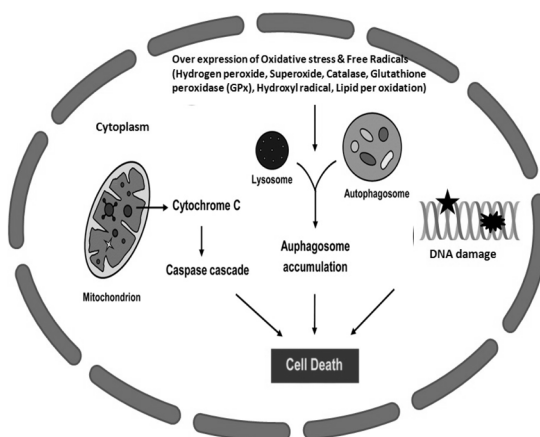 Over expression of Oxidative stress & Free Radicals
(Hydrogen peroxide, Superoxide, Catalase, Glutathione
peroxidase (GPx), Hydroxyl radical, Lipid per oxidation)
Cytoplasm
Lysosome
Autophagosome
Cytochrome C
Auphagosome
accumulation
DNA damage
Caspase cascade
Mitochondrion
Cell Death